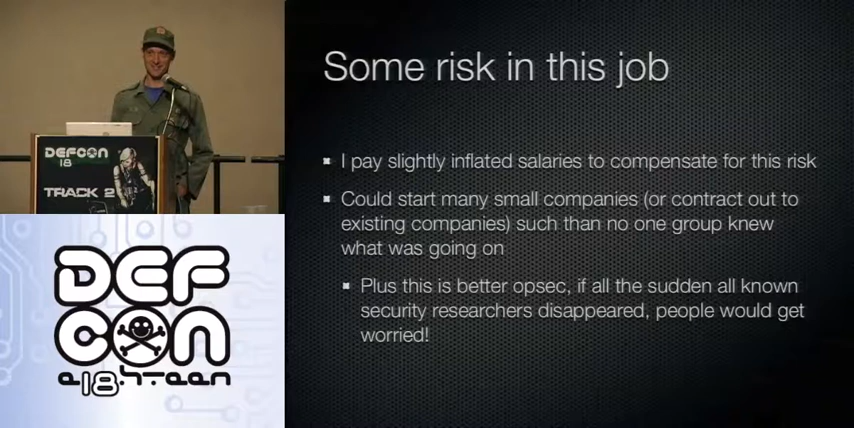 Some risk in this job
I pay slightly inflated salaries to compensate for this risk
Could start many small companies (or contract out to
existing companies) such than no one group knew
what was going on
Plus this is better opsec, if all the sudden all known
security researchers disappeared, people would get
worried!
DEFCON
18
TRACK 2
DEF
CON
e18h-teen